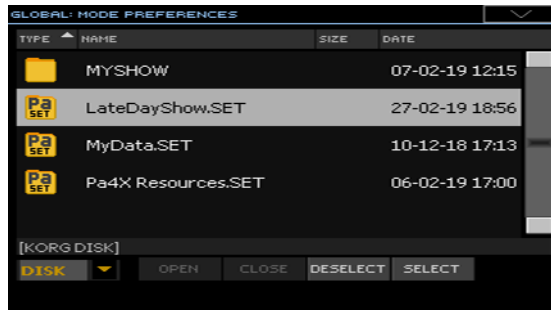 GLOBAL: MODE PREFERENCES
TYPE NAME SIZE DATE
MYSHOW 07-02-19 12:15
Pa SET LateDayShow.SET 27-02-19 18:56
Pa SET MyData.SET 10-12-18 17:13
Pa SET Pa4X Resources.SET 06-02-19 17:00
[KORG DISK]
DISK OPEN CLOSE DESELECT SELECT